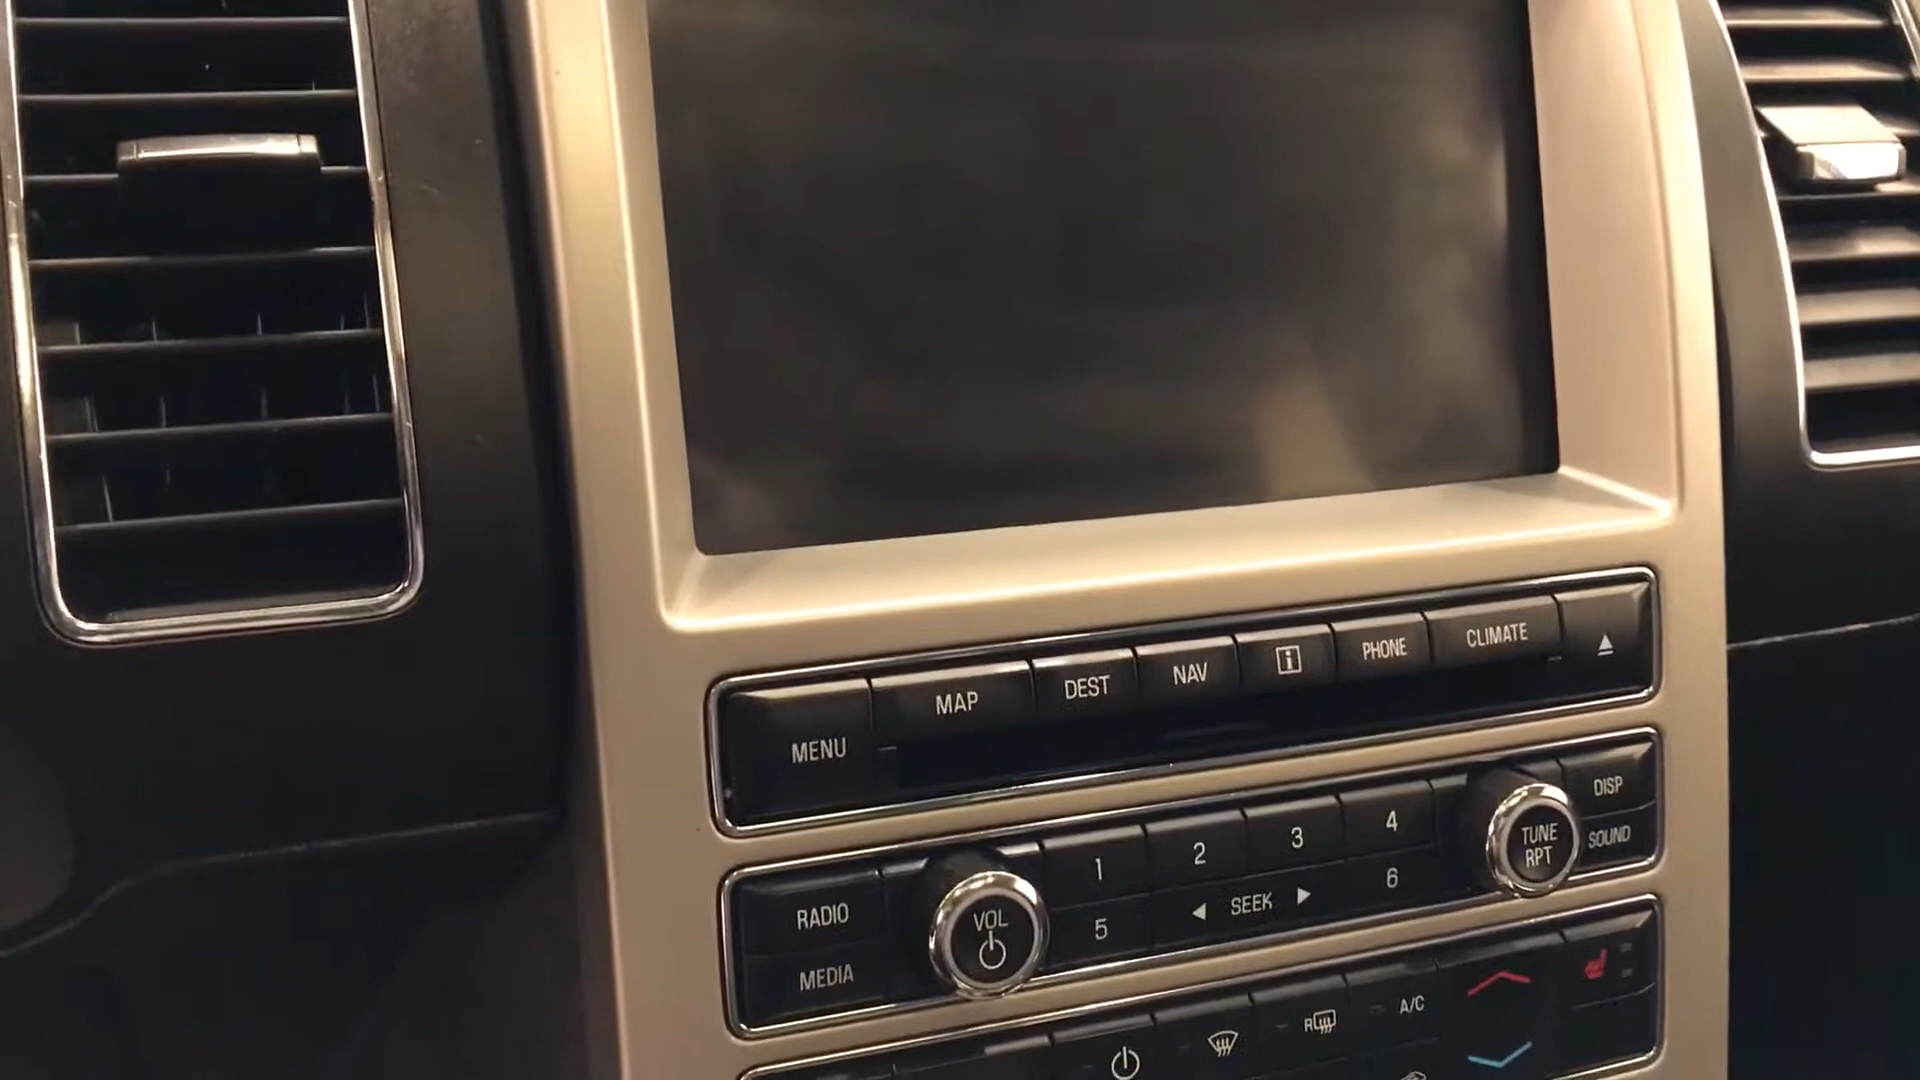 MENU
MAP
DEST
NAV
i
PHONE
CLIMATE
RADIO
MEDIA
VOL
1
2
3
4
5
SEEK
6
TUNE
RPT
DISP
SOUND
R
A/C